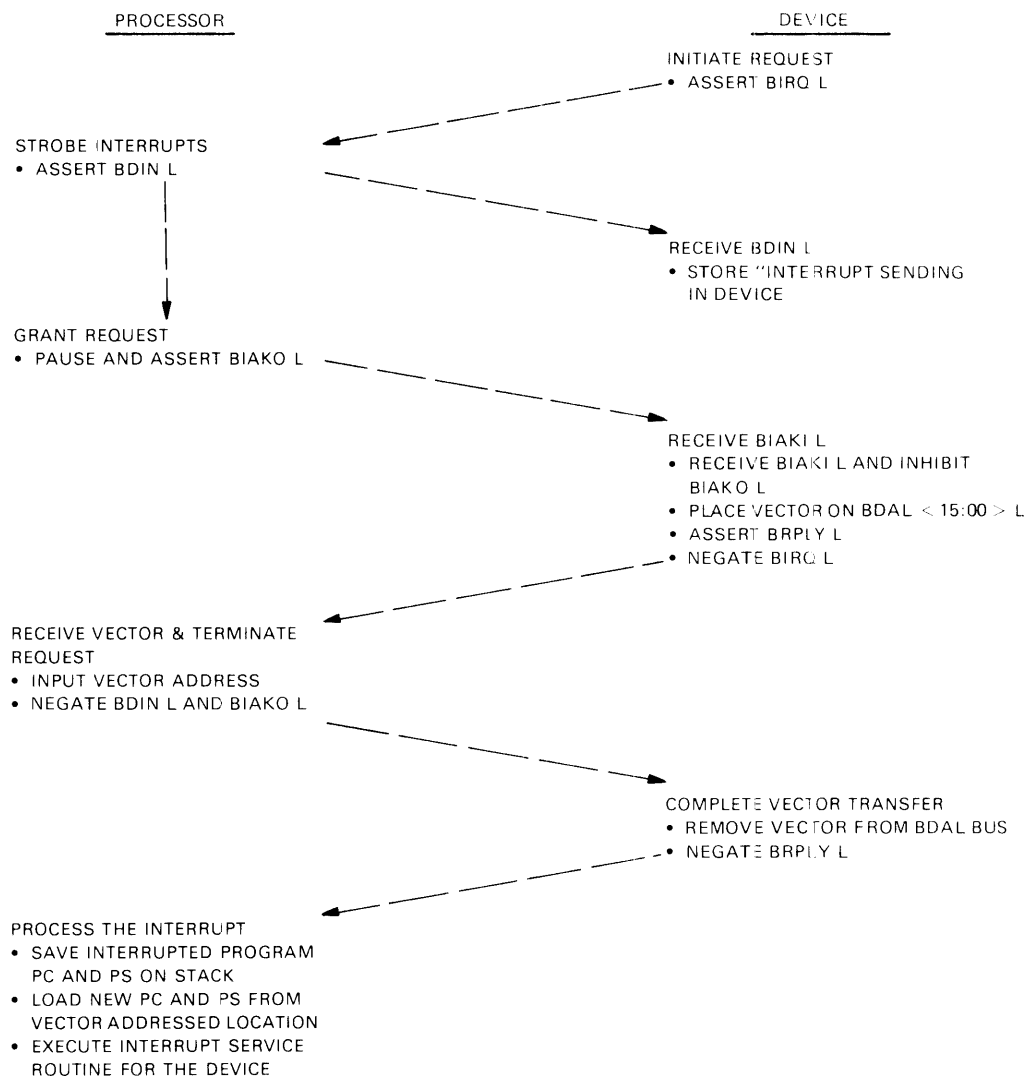 PROCESSOR
DEVICE
INITIATE REQUEST
• ASSERT BIRQ L
STROBE INTERRUPTS
• ASSERT BDIN L
RECEIVE BDIN L
• STORE "INTERRUPT SENDING
IN DEVICE
GRANT REQUEST
• PAUSE AND ASSERT BIAKO L
RECEIVE BIAKI L
• RECEIVE BIAKI L AND INHIBIT
BIAKO L
• PLACE VECTOR ON BDAL < 15:00 > L
• ASSERT BRPLY L
• NEGATE BIRQ L
RECEIVE VECTOR & TERMINATE
REQUEST
• INPUT VECTOR ADDRESS
• NEGATE BDIN L AND BIAKO L
COMPLETE VECTOR TRANSFER
• REMOVE VECTOR FROM BDAL BUS
• NEGATE BRPLY L
PROCESS THE INTERRUPT
• SAVE INTERRUPTED PROGRAM
PC AND PS ON STACK
• LOAD NEW PC AND PS FROM
VECTOR ADDRESSED LOCATION
• EXECUTE INTERRUPT SERVICE
ROUTINE FOR THE DEVICE